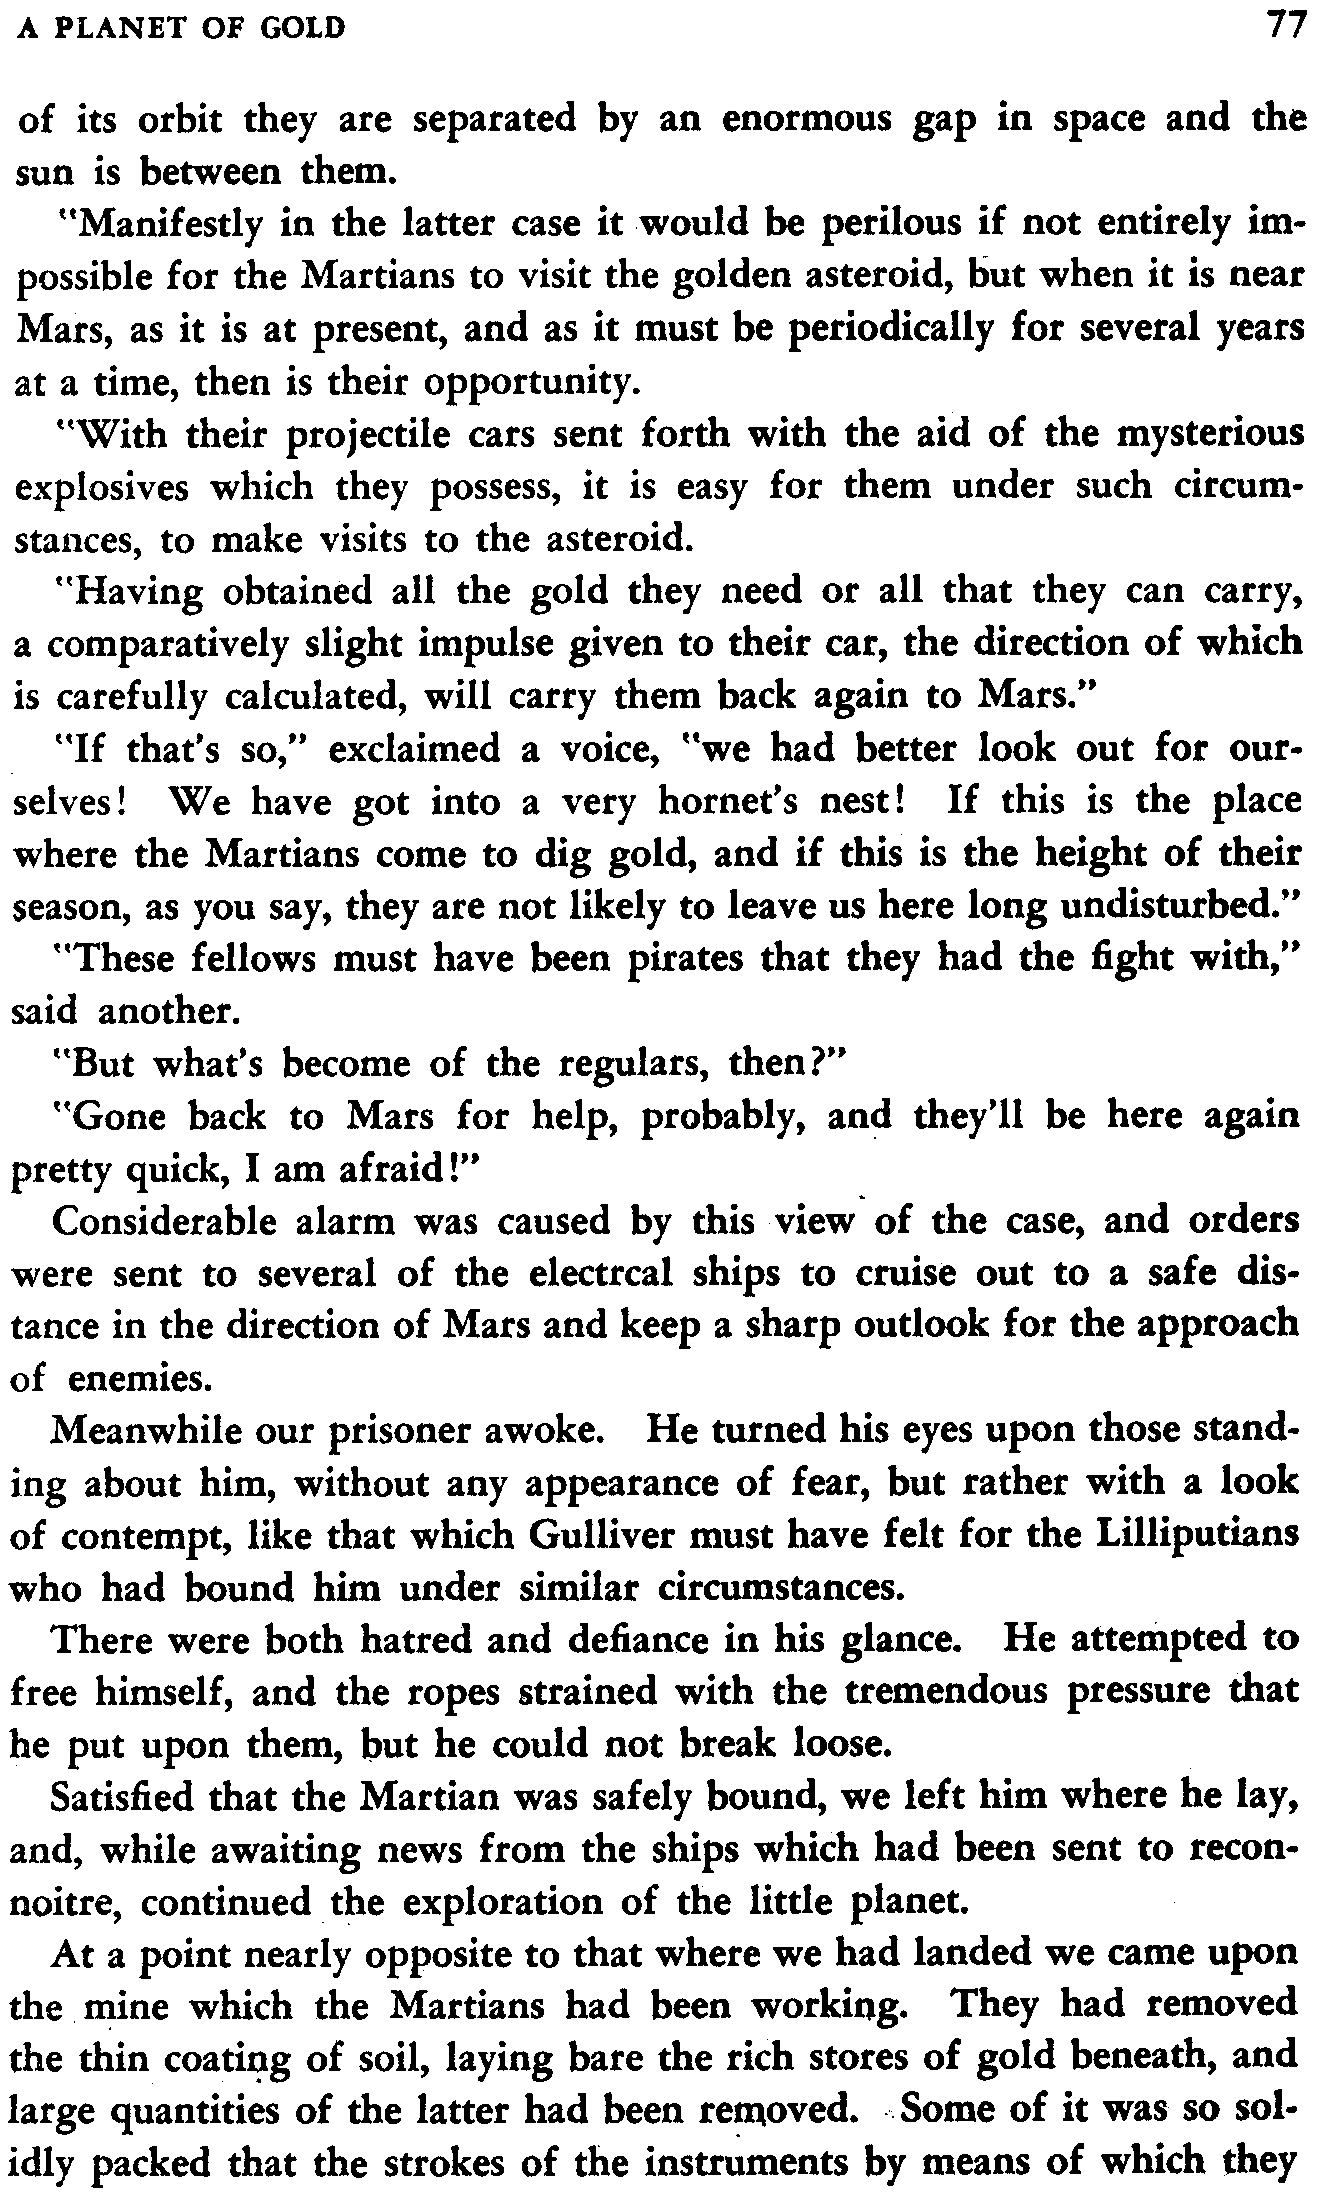 A PLANET OF GOLD 77
of its orbit they are separated by an enormous gap in space and the
sun is between them.
"Manifestly in the latter case it would be perilous if not entirely im-
possible for the Martians to visit the golden asteroid, but when it is near
Mars, as it is at present, and as it must be periodically for several years
at a time, then is their opportunity.
"With their projectile cars sent forth with the aid of the mysterious
explosives which they possess, it is easy for them under such circum-
stances, to make visits to the asteroid.
"Having obtained all the gold they need or all that they can carry,
a comparatively slight impulse given to their car, the direction of which
is carefully calculated, will carry them back again to Mars."
"If that's so," exclaimed a voice, "we had better look out for our-
selves! We have got into a very hornet's nest! If this is the place
where the Martians come to dig gold, and if this is the height of their
season, as you say, they are not likely to leave us here long undisturbed."
"These fellows must have been pirates that they had the fight with,"
said another.
"But what's become of the regulars, then?"
"Gone back to Mars for help, probably, and they'll be here again
pretty quick, I am afraid!"
Considerable alarm was caused by this view of the case, and orders
were sent to several of the electrcal ships to cruise out to a safe dis-
tance in the direction of Mars and keep a sharp outlook for the approach
of enemies.
Meanwhile our prisoner awoke. He turned his eyes upon those stand-
ing about him, without any appearance of fear, but rather with a look
of contempt, like that which Gulliver must have felt for the Lilliputians
who had bound him under similar circumstances.
There were both hatred and defiance in his glance. He attempted to
free himself, and the ropes strained with the tremendous pressure that
he put upon them, but he could not break loose.
Satisfied that the Martian was safely bound, we left him where he lay,
and, while awaiting news from the ships which had been sent to recon-
noitre, continued the exploration of the little planet.
At a point nearly opposite to that where we had landed we came upon
the mine which the Martians had been working. They had removed
the thin coating of soil, laying bare the rich stores of gold beneath, and
large quantities of the latter had been removed. Some of it was so sol-
idly packed that the strokes of the instruments by means of which they